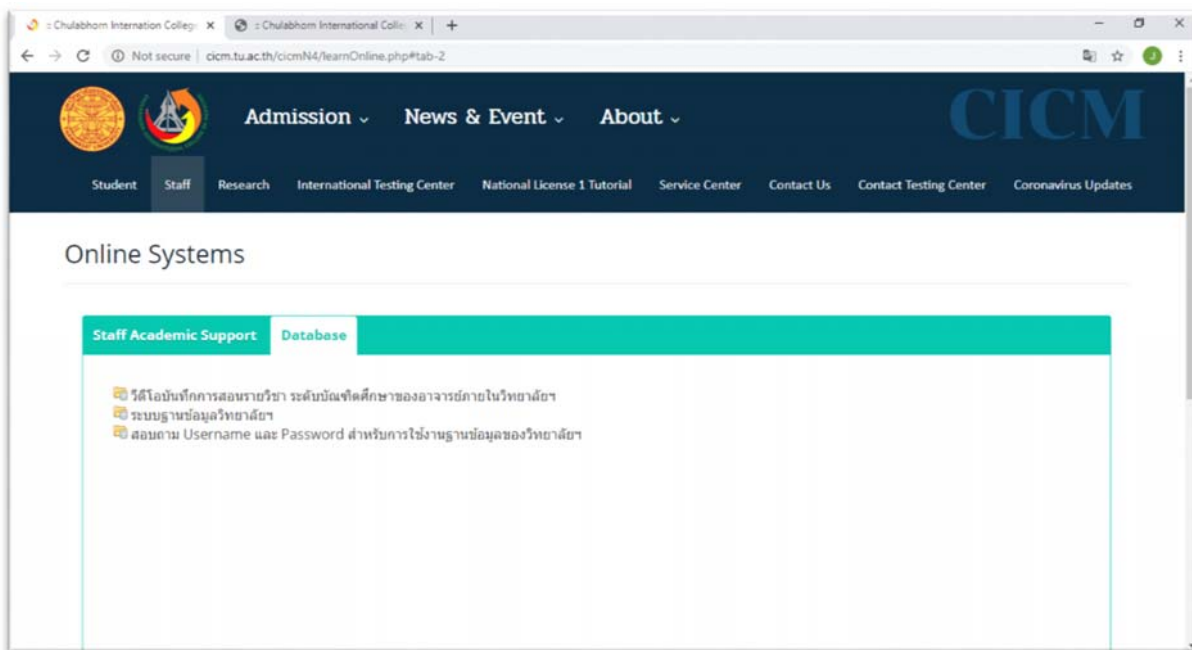 :: Chulabhorn Internation Colleg :: Chulabhorn International Colle
Not secure | cicm.tu.ac.th/cicmN4/learnOnline.php#tab-2
J
Admission News & Event About CICM
Student Staff Research International Testing Center National License 1 Tutorial Service Center Contact Us Contact Testing Center Coronavirus Updates
Online Systems
Staff Academic Support Database
วีดีโอบันทึกการสอนรายวิชา ระดับบัณฑิตศึกษาของอาจารย์ภายในวิทยาลัยฯ
ระบบฐานข้อมูลวิทยาลัยฯ
สอบถาม Username และ Password สำหรับการใช้งานฐานข้อมูลของวิทยาลัยฯ